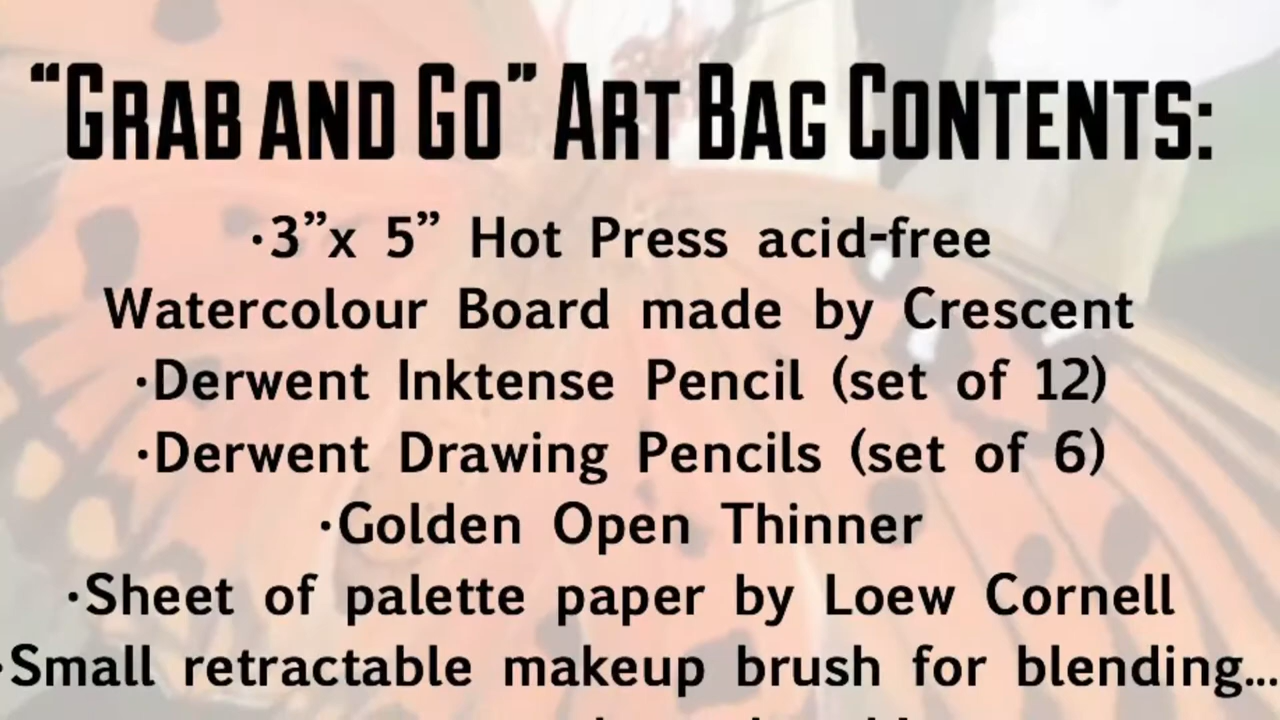 “Grab and Go” Art Bag Contents:
·3”x 5” Hot Press acid-free
Watercolour Board made by Crescent
·Derwent Inktense Pencil (set of 12)
·Derwent Drawing Pencils (set of 6)
·Golden Open Thinner
·Sheet of palette paper by Loew Cornell
·Small retractable makeup brush for blending...